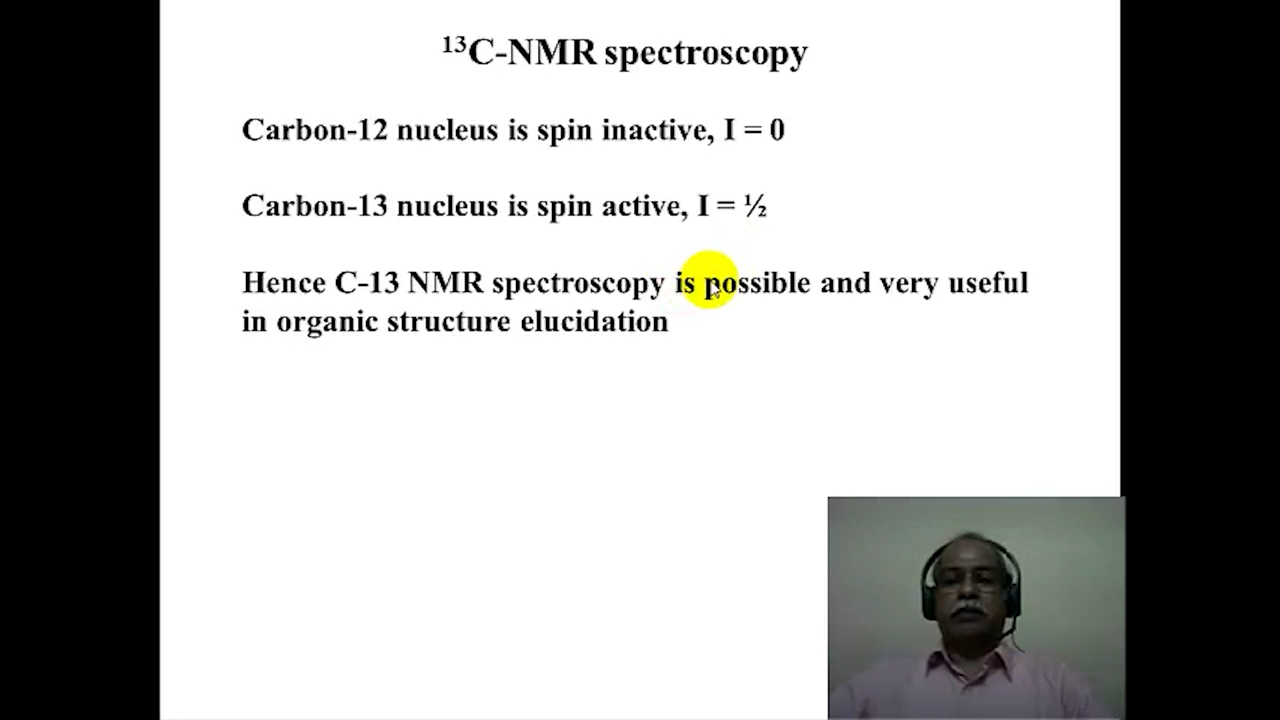 ¹³C-NMR spectroscopy
Carbon-12 nucleus is spin inactive, I = 0
Carbon-13 nucleus is spin active, I = ½
Hence C-13 NMR spectroscopy is possible and very useful
in organic structure elucidation